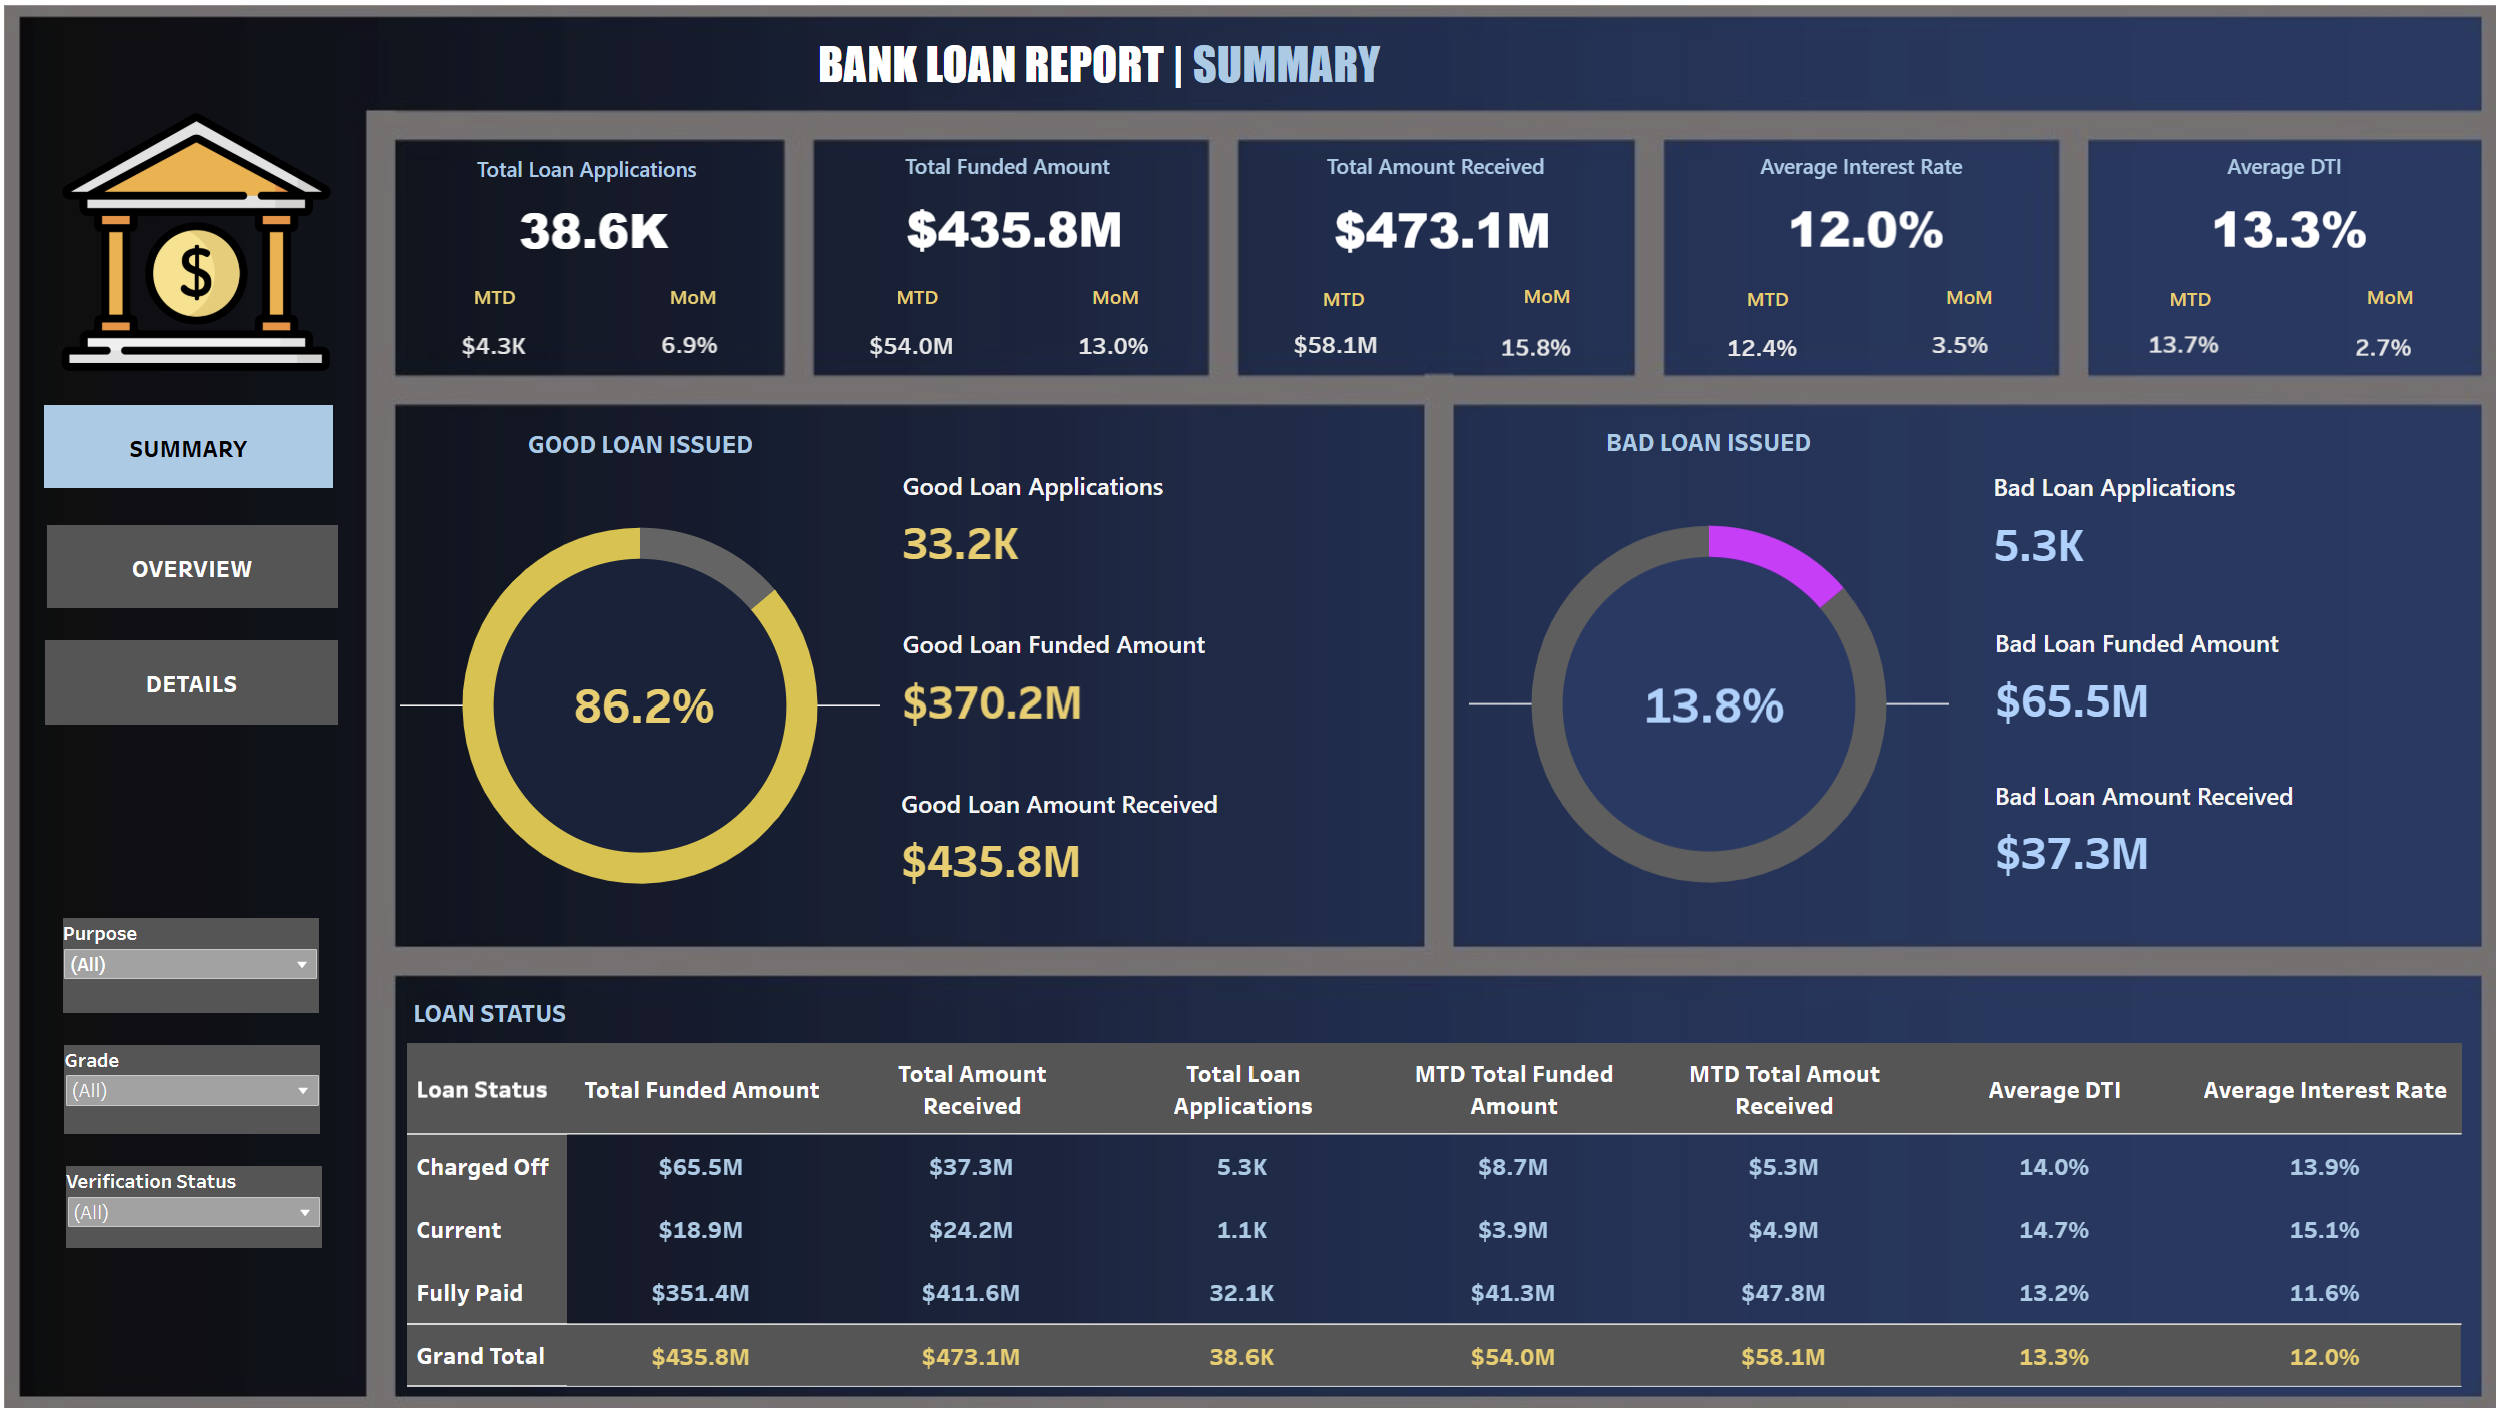 BANK LOAN REPORT | SUMMARY
$
SUMMARY
OVERVIEW
DETAILS
Purpose
(All)
Grade
(All)
Verification Status
(All)
Total Loan Applications
38.6K
MTD MoM
$4.3K 6.9%
Total Funded Amount
$435.8M
MTD MoM
$54.0M 13.0%
Total Amount Received
$473.1M
MTD MoM
$58.1M 15.8%
Average Interest Rate
12.0%
MTD MoM
12.4% 3.5%
Average DTI
13.3%
MTD MoM
13.7% 2.7%
GOOD LOAN ISSUED
86.2%
Good Loan Applications
33.2K
Good Loan Funded Amount
$370.2M
Good Loan Amount Received
$435.8M
BAD LOAN ISSUED
13.8%
Bad Loan Applications
5.3K
Bad Loan Funded Amount
$65.5M
Bad Loan Amount Received
$37.3M
LOAN STATUS
Loan Status Total Funded Amount Total Amount Received Total Loan Applications MTD Total Funded Amount MTD Total Amout Received Average DTI Average Interest Rate
Charged Off $65.5M $37.3M 5.3K $8.7M $5.3M 14.0% 13.9%
Current $18.9M $24.2M 1.1K $3.9M $4.9M 14.7% 15.1%
Fully Paid $351.4M $411.6M 32.1K $41.3M $47.8M 13.2% 11.6%
Grand Total $435.8M $473.1M 38.6K $54.0M $58.1M 13.3% 12.0%